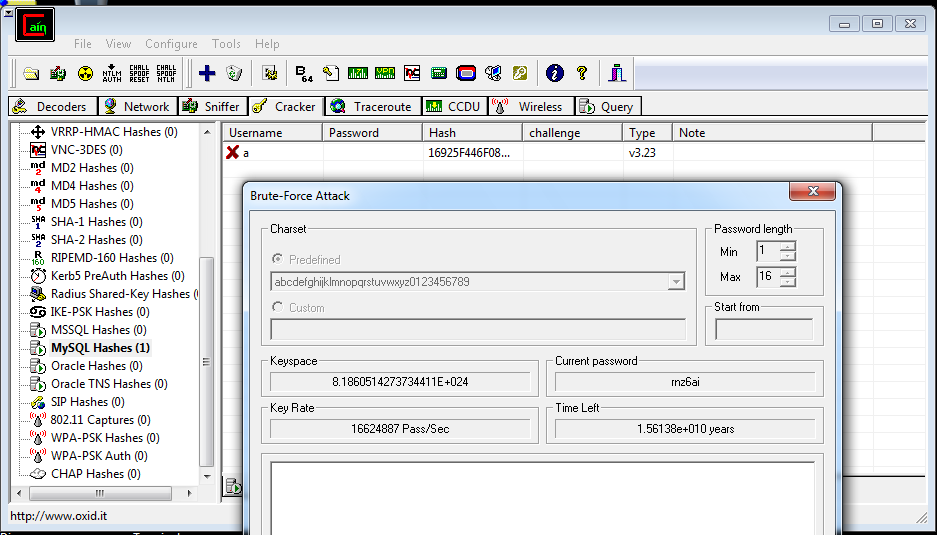 Cain
File View Configure Tools Help
NTLM AUTH
CHALL SPOOF RESET
CHALL SPOOF NTLM
B64
Decoders Network Sniffer Cracker Traceroute CCDU Wireless Query
VRRP-HMAC Hashes (0)
VNC-3DES (0)
MD2 Hashes (0)
MD4 Hashes (0)
MD5 Hashes (0)
SHA-1 Hashes (0)
SHA-2 Hashes (0)
RIPEMD-160 Hashes (0)
Kerb5 PreAuth Hashes (0)
Radius Shared-Key Hashes (
IKE-PSK Hashes (0)
MSSQL Hashes (0)
MySQL Hashes (1)
Oracle Hashes (0)
Oracle TNS Hashes (0)
SIP Hashes (0)
802.11 Captures (0)
WPA-PSK Hashes (0)
WPA-PSK Auth (0)
CHAP Hashes (0)
Username Password Hash challenge Type Note
a 16925F446F08... v3.23
Brute-Force Attack
Charset
Predefined
abcdefghijklmnopqrstuvwxyz0123456789
Custom
Password length
Min 1
Max 16
Start from
Keyspace
8.1860514273734411E+024
Current password
rnz6ai
Key Rate
16624887 Pass/Sec
Time Left
1.56138e+010 years
http://www.oxid.it